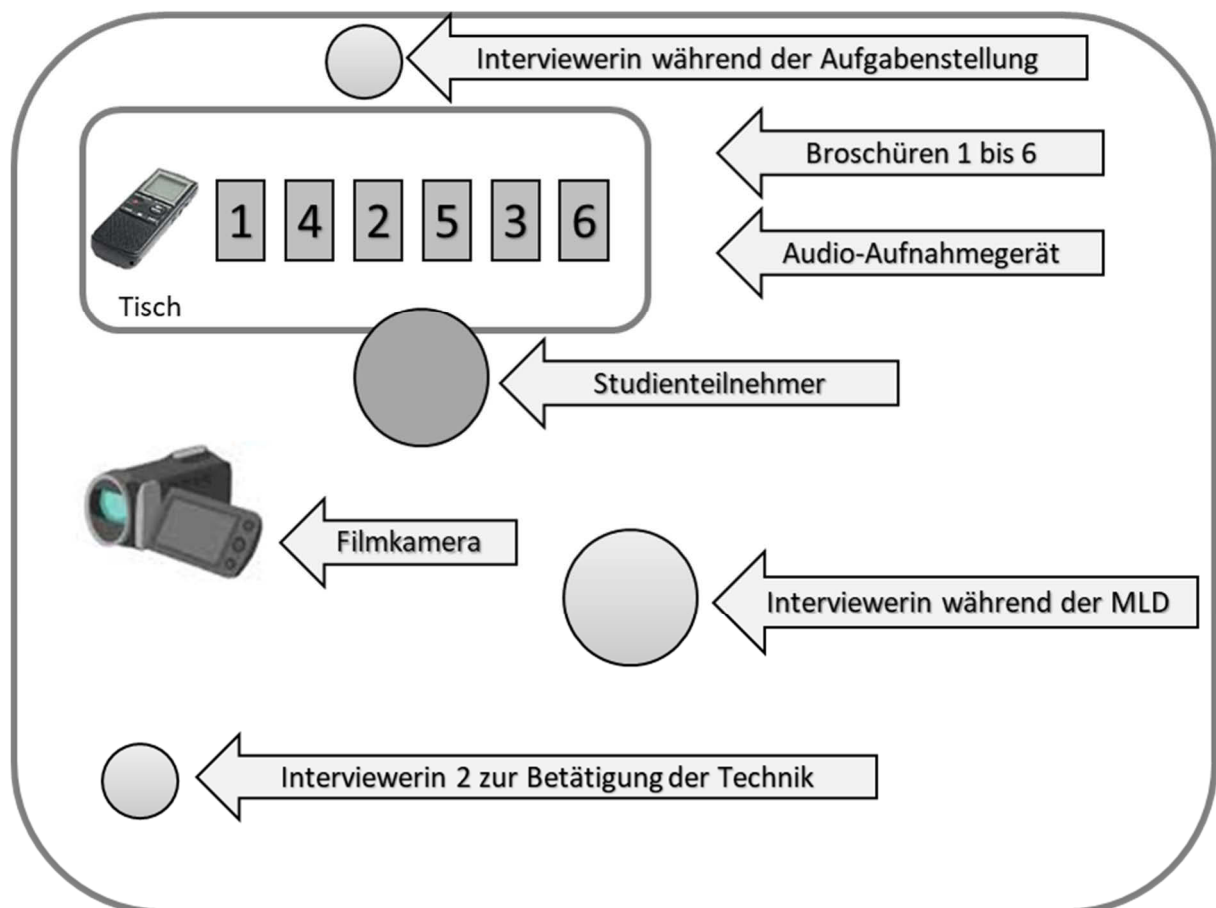 Interviewerin während der Aufgabenstellung
Broschüren 1 bis 6
1 4 2 5 3 6
Audio-Aufnahmegerät
Tisch
Studienteilnehmer
Filmkamera
Interviewerin während der MLD
Interviewerin 2 zur Betätigung der Technik